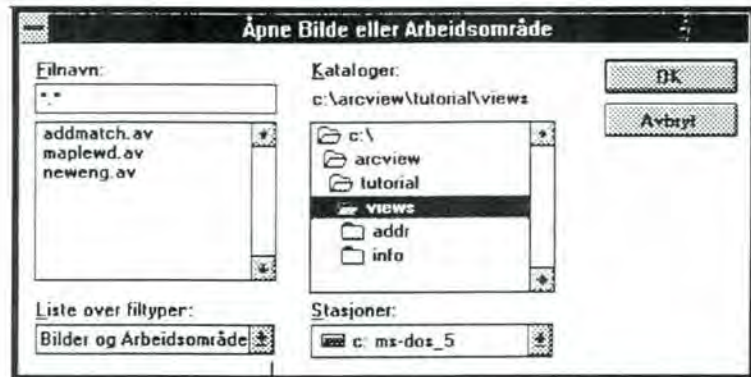 Åpne Bilde eller Arbeidsområde
Filnavn:
*.*
addmatch.av
maplewd.av
neweng.av
Liste over filtyper:
Bilder og Arbeidsområde
Kataloger:
c:\arcview\tutorial\views
c:\
arcview
tutorial
views
addr
info
Stasjoner:
c: ms-dos_5
OK
Avbryt